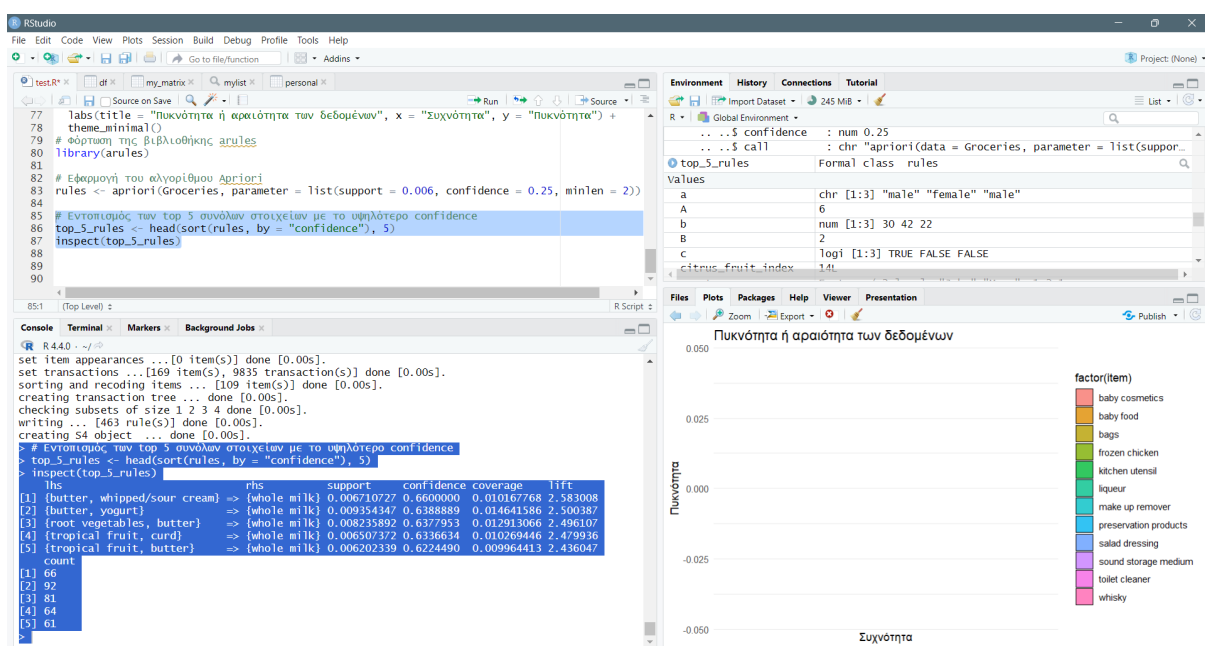 RStudio
File Edit Code View Plots Session Build Debug Profile Tools Help
Go to file/function Addins Project: (None)
test.R* df my_matrix mylist personal
Source on Save Run Source
77 labs(title = "Πυκνότητα ή αραιότητα των δεδομένων", x = "Συχνότητα", y = "Πυκνότητα") +
78 theme_minimal()
79 # Φόρτωση της βιβλιοθήκης arules
80 library(arules)
81
82 # Εφαρμογή του αλγορίθμου Apriori
83 rules <- apriori(Groceries, parameter = list(support = 0.006, confidence = 0.25, minlen = 2))
84
85 # Εντοπισμός των top 5 συνόλων στοιχείων με το υψηλότερο confidence
86 top_5_rules <- head(sort(rules, by = "confidence"), 5)
87 inspect(top_5_rules)
88
89
90
85:1 (Top Level) R Script
Console Terminal Markers Background Jobs
R 4.4.0 · ~/
set item appearances ...[0 item(s)] done [0.00s].
set transactions ...[169 item(s), 9835 transaction(s)] done [0.00s].
sorting and recoding items ... [109 item(s)] done [0.00s].
creating transaction tree ... done [0.00s].
checking subsets of size 1 2 3 4 done [0.00s].
writing ... [463 rule(s)] done [0.00s].
creating S4 object ... done [0.00s].
> # Εντοπισμός των top 5 συνόλων στοιχείων με το υψηλότερο confidence
> top_5_rules <- head(sort(rules, by = "confidence"), 5)
> inspect(top_5_rules)
lhs rhs support confidence coverage lift
[1] {butter, whipped/sour cream} => {whole milk} 0.006710727 0.6600000 0.010167768 2.583008
[2] {butter, yogurt} => {whole milk} 0.009354347 0.6388889 0.014641586 2.500387
[3] {root vegetables, butter} => {whole milk} 0.008235892 0.6377953 0.012913066 2.496107
[4] {tropical fruit, curd} => {whole milk} 0.006507372 0.6336634 0.010269446 2.479936
[5] {tropical fruit, butter} => {whole milk} 0.006202339 0.6224490 0.009964413 2.436047
count
[1] 66
[2] 92
[3] 81
[4] 64
[5] 61
>
Environment History Connections Tutorial
Import Dataset 245 MiB List
R Global Environment
.. ..$ confidence : num 0.25
.. ..$ call : chr "apriori(data = Groceries, parameter = list(suppor…
top_5_rules Formal class rules
Values
a chr [1:3] "male" "female" "male"
A 6
b num [1:3] 30 42 22
B 2
c logi [1:3] TRUE FALSE FALSE
citrus_fruit_index 14L
Files Plots Packages Help Viewer Presentation
Zoom Export Publish
Πυκνότητα ή αραιότητα των δεδομένων
0.050
0.025
0.000
-0.025
-0.050
Πυκνότητα
Συχνότητα
factor(item)
baby cosmetics
baby food
bags
frozen chicken
kitchen utensil
liqueur
make up remover
preservation products
salad dressing
sound storage medium
toilet cleaner
whisky